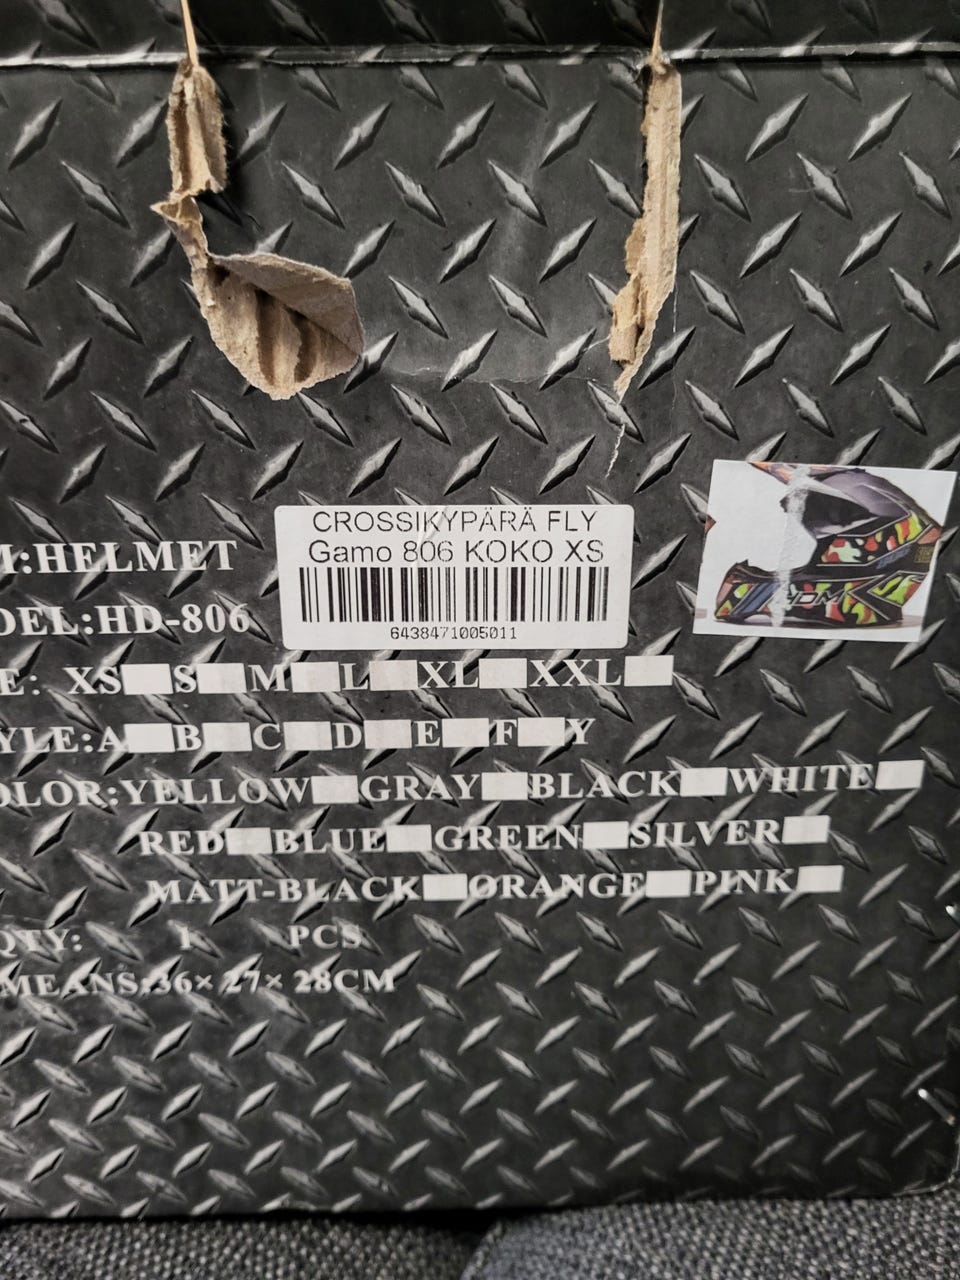 CROSSIKYPÄRÄ FLY
Gamo 806 KOKO XS
6438471005011
M:HELMET
DEL:HD-806
E: XS S M L XL XXL
YLE:A B C D E F Y
OLOR:YELLOW GRAY BLACK WHITE
RED BLUE GREEN SILVER
MATT-BLACK ORANGE PINK
QTY: 1 PCS
MEANS:36× 27× 28CM